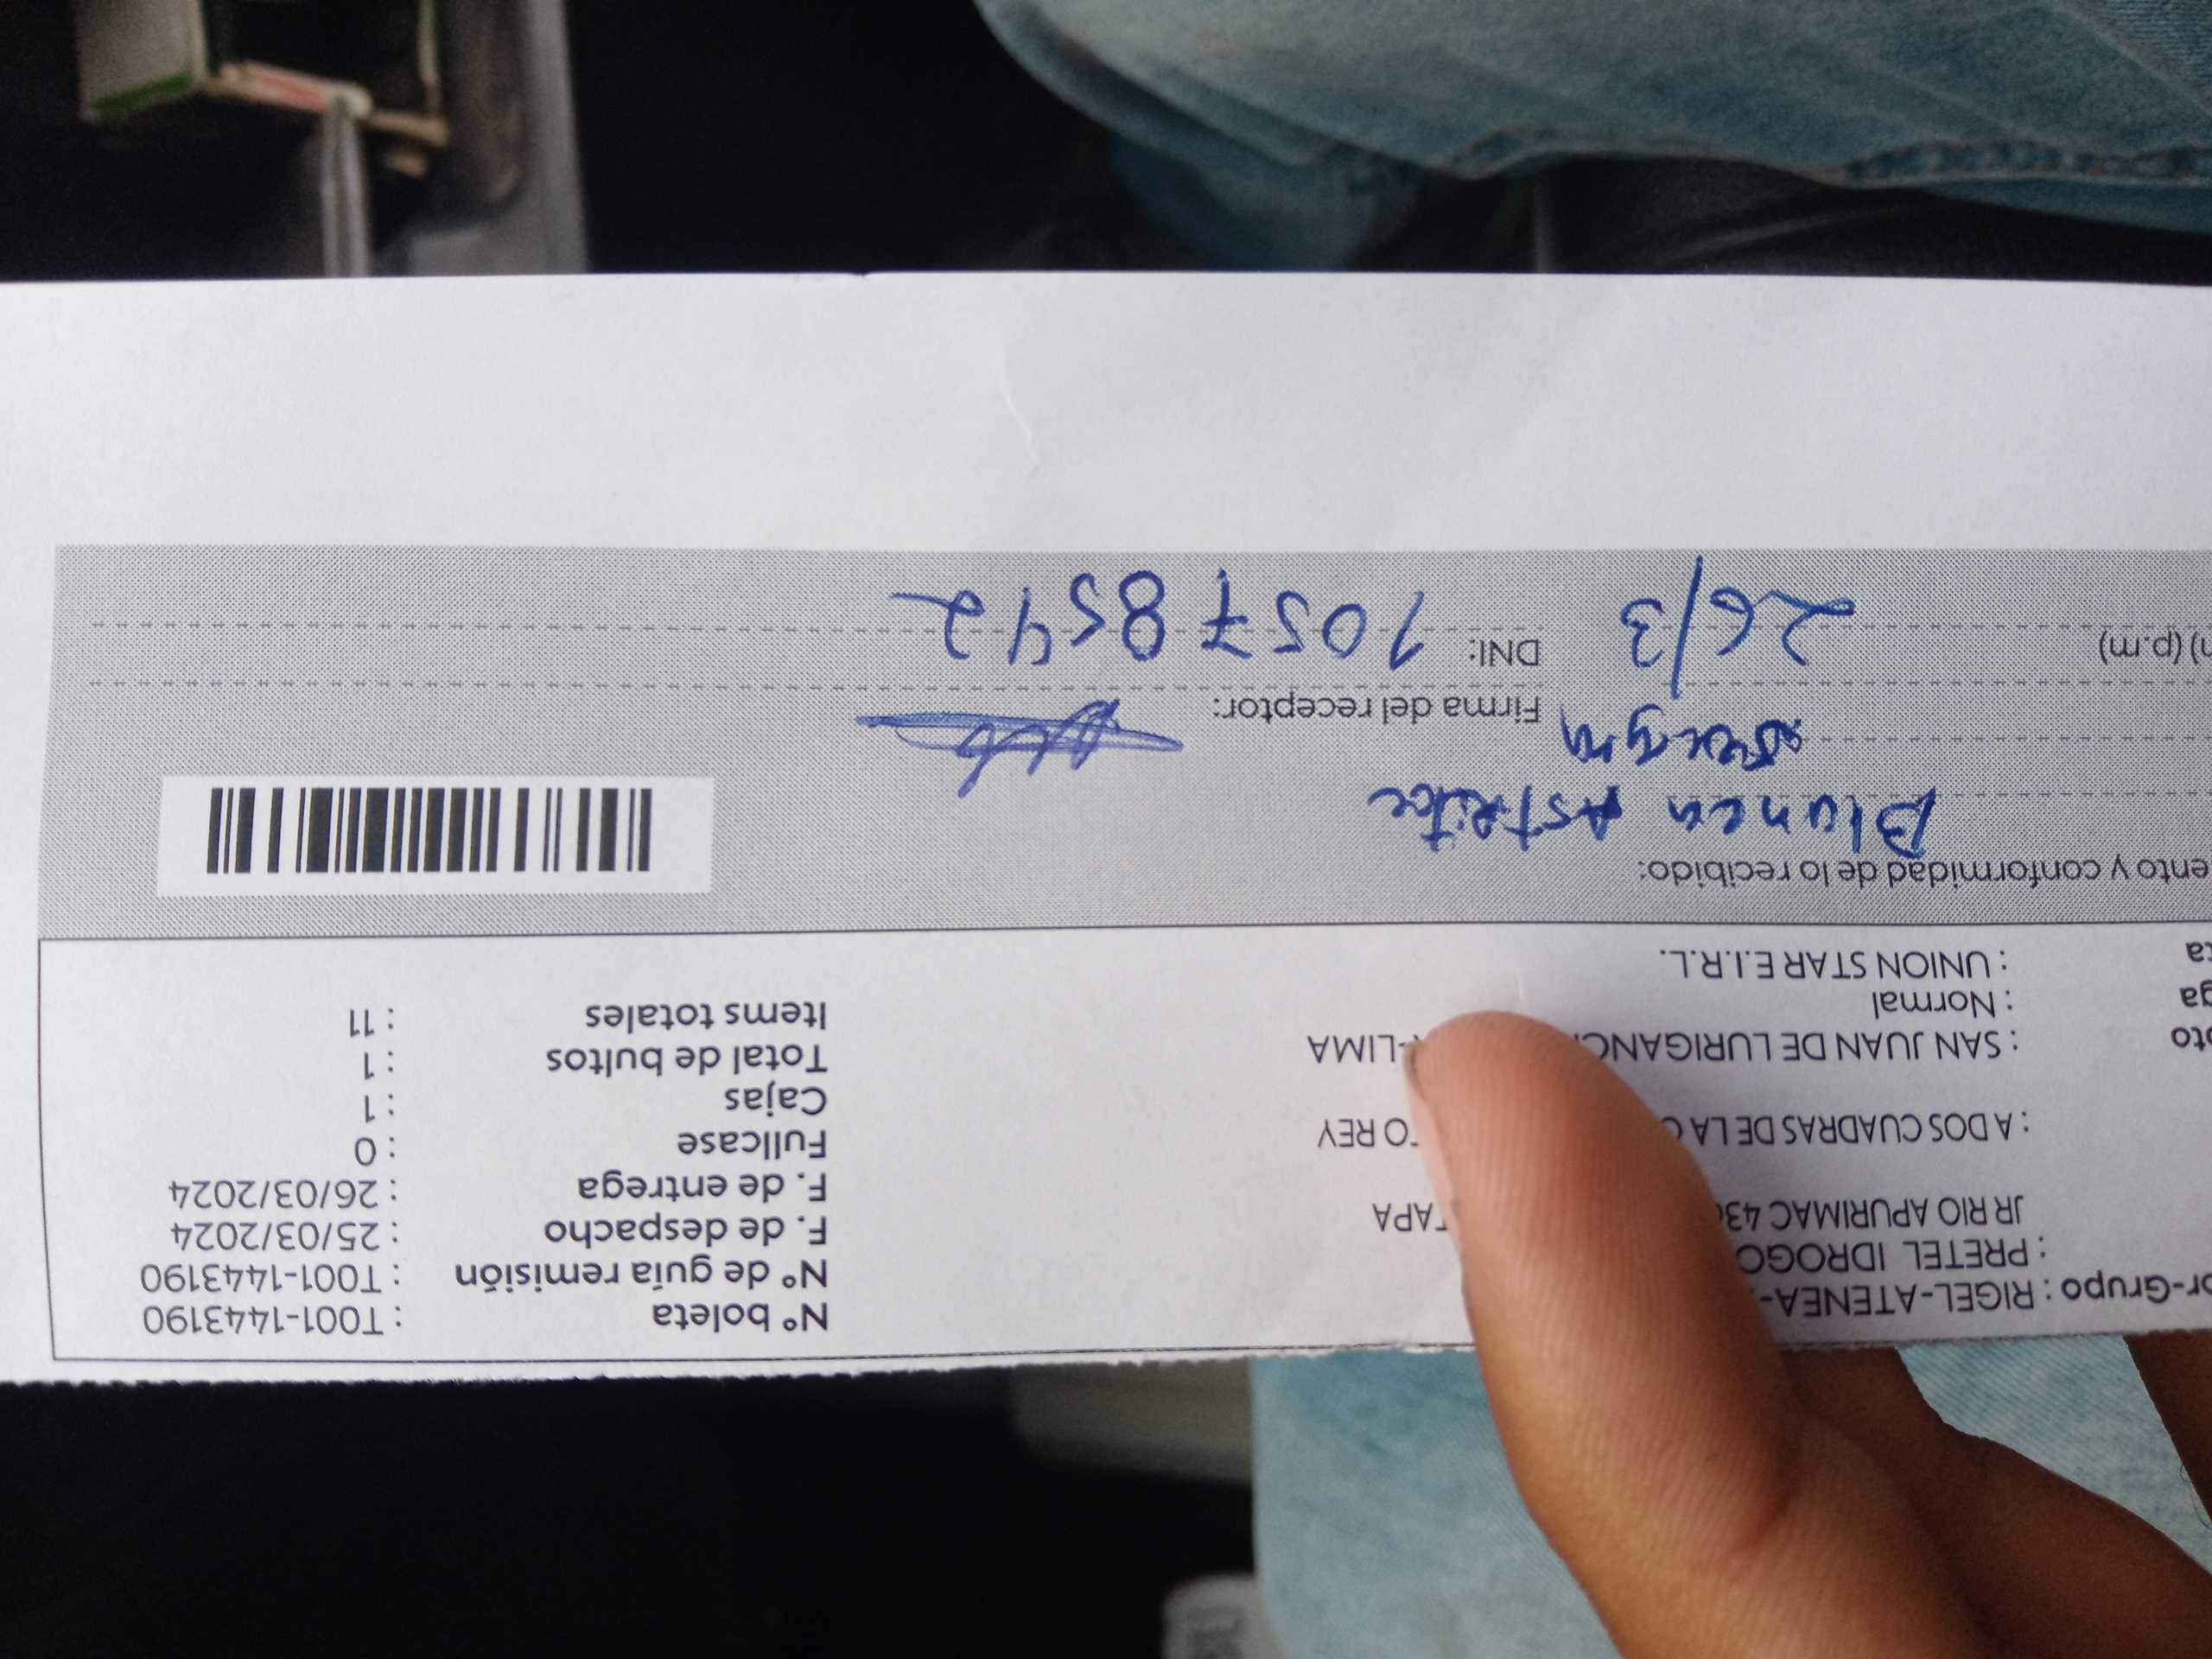 or-Grupo : RIGEL-ATENEA-
: PRETEL IDROGO
JR RIO APURIMAC 43 TAPA
: A DOS CUADRAS DE LA TO REY
: SAN JUAN DE LURIGANC -LIMA
: Normal
: UNION STAR E.I.R.L.
Nº boleta : T001-1443190
Nº de guía remisión : T001-1443190
F. de despacho : 25/03/2024
F. de entrega : 26/03/2024
Fullcase : 0
Cajas : 1
Total de bultos : 1
Items totales : 11
ento y conformidad de lo recibido:
Blanca
Firma del receptor:
(p.m) 26/3
DNI: 10578542